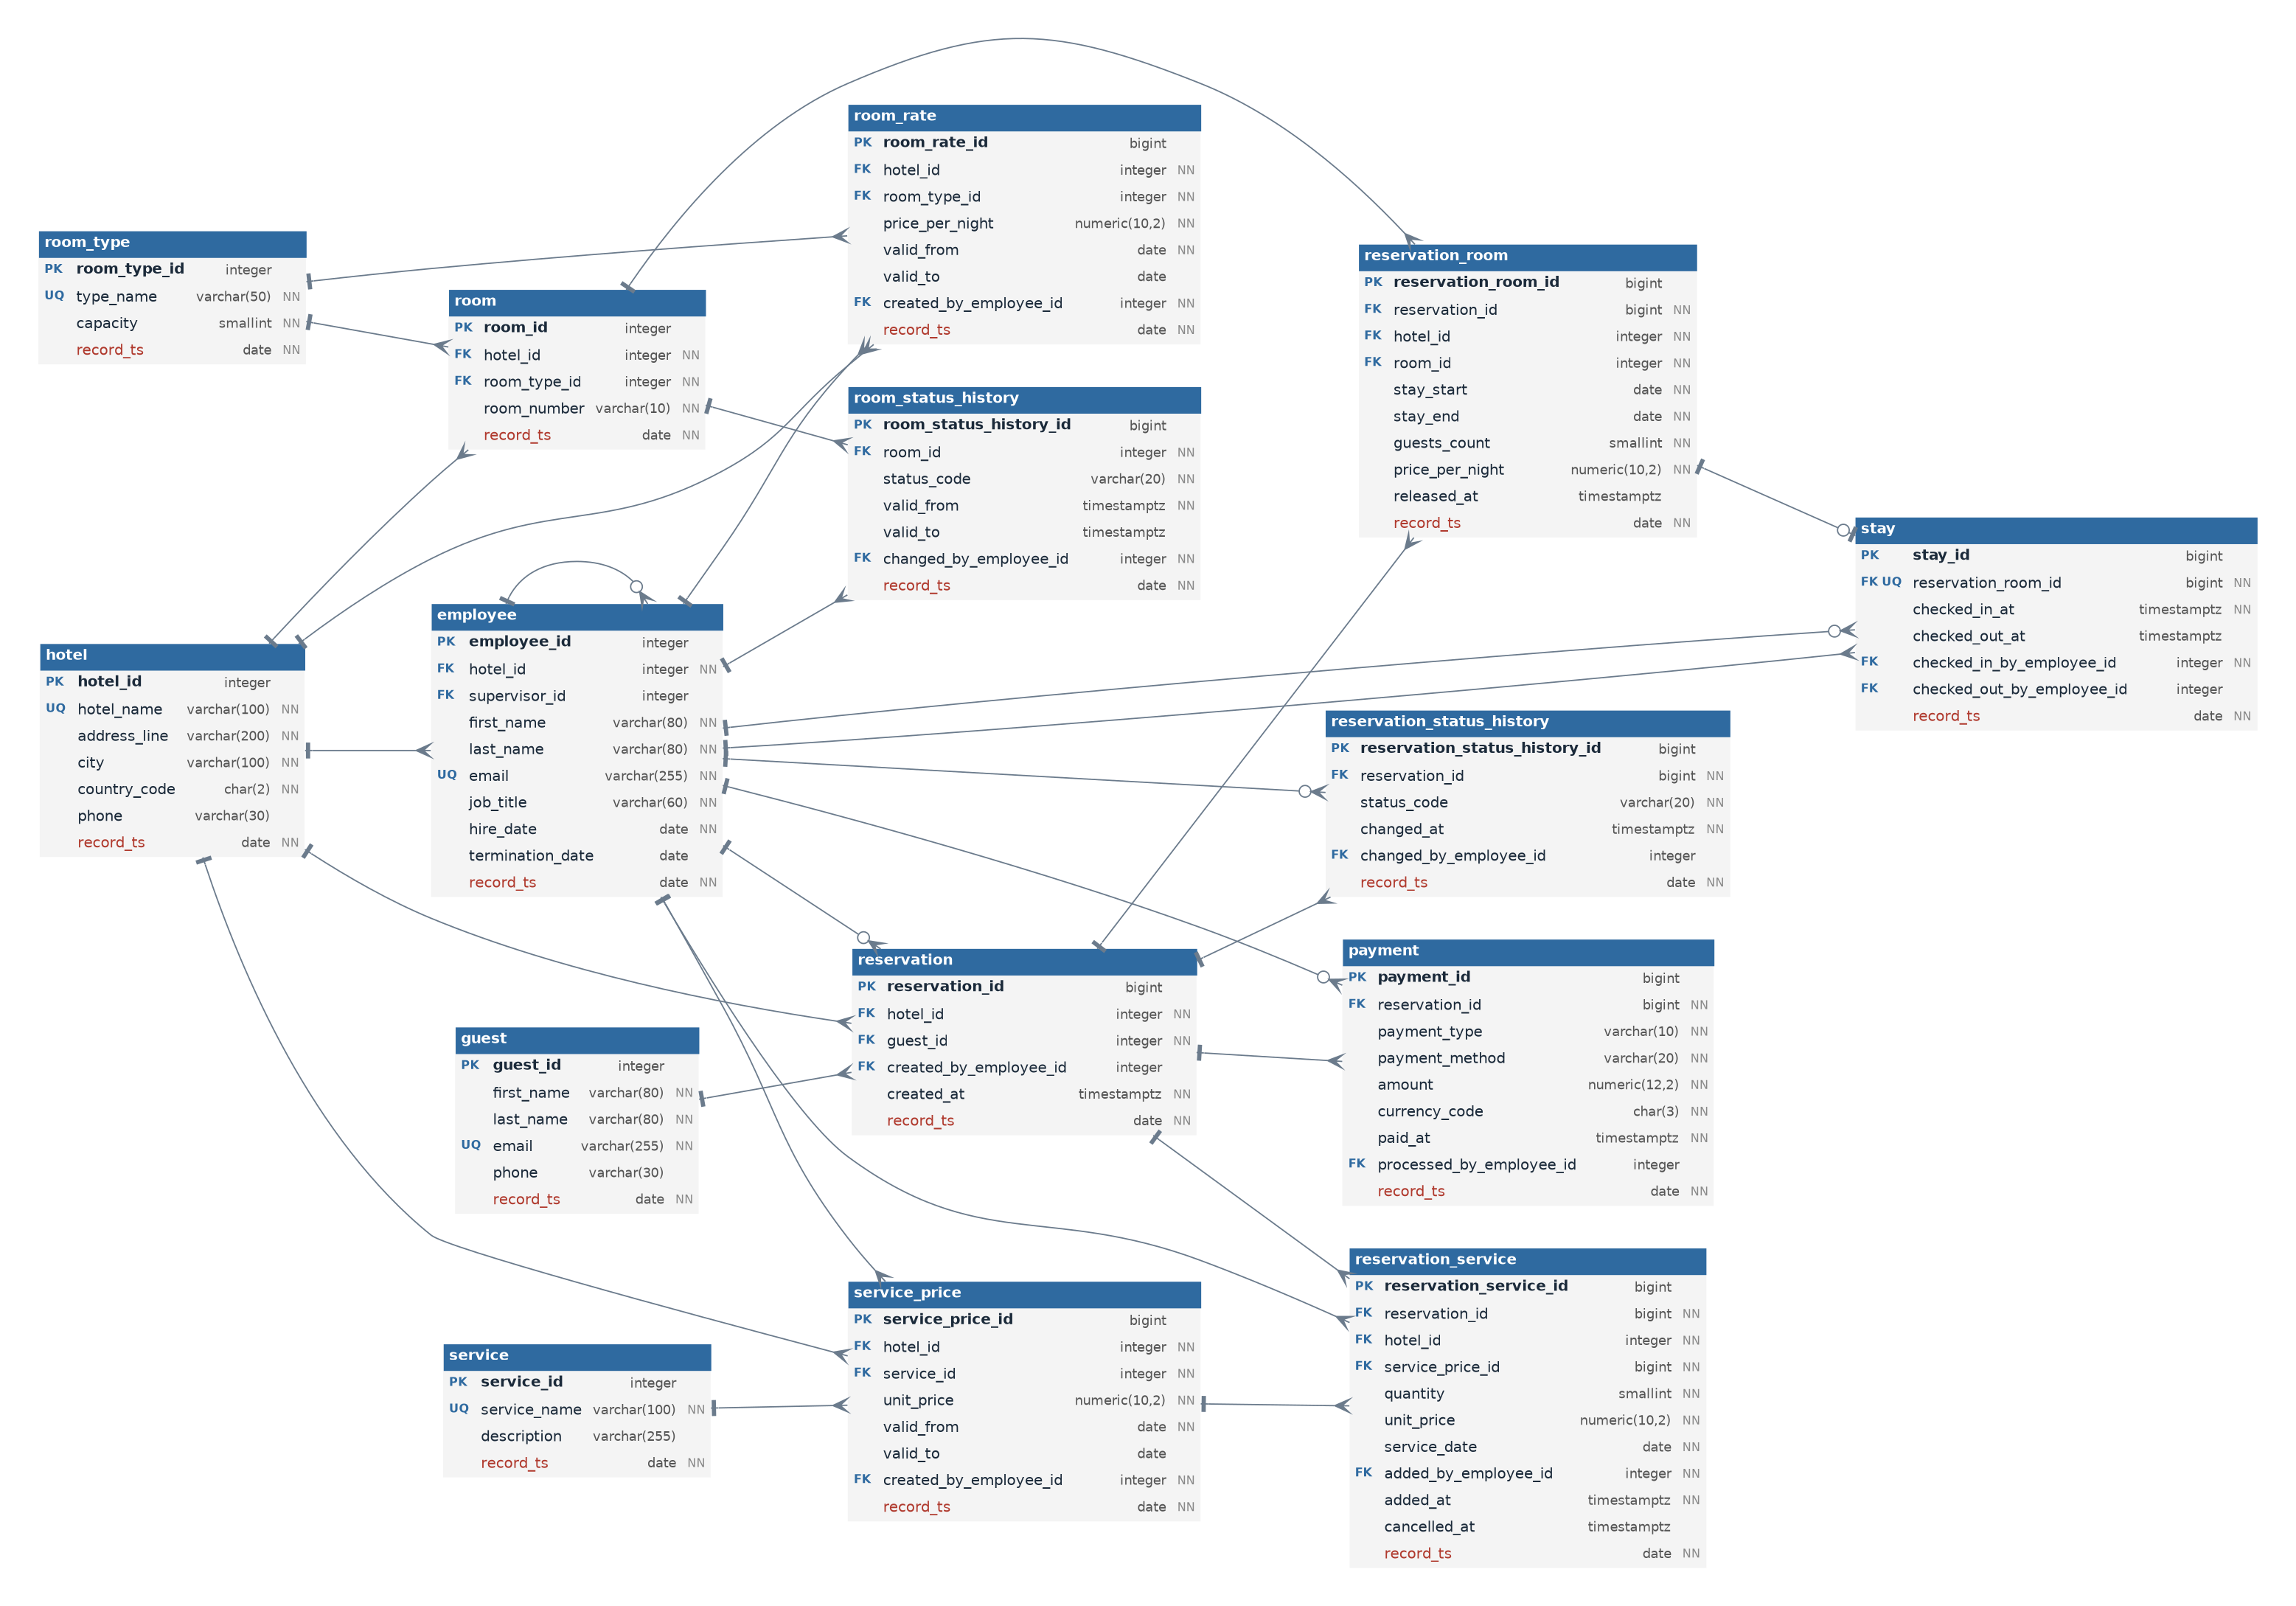 room_type
PK room_type_id integer
UQ type_name varchar(50) NN
capacity smallint NN
record_ts date NN
hotel
PK hotel_id integer
UQ hotel_name varchar(100) NN
address_line varchar(200) NN
city varchar(100) NN
country_code char(2) NN
phone varchar(30)
record_ts date NN
room
PK room_id integer
FK hotel_id integer NN
FK room_type_id integer NN
room_number varchar(10) NN
record_ts date NN
employee
PK employee_id integer
FK hotel_id integer NN
FK supervisor_id integer
first_name varchar(80) NN
last_name varchar(80) NN
UQ email varchar(255) NN
job_title varchar(60) NN
hire_date date NN
termination_date date
record_ts date NN
guest
PK guest_id integer
first_name varchar(80) NN
last_name varchar(80) NN
UQ email varchar(255) NN
phone varchar(30)
record_ts date NN
service
PK service_id integer
UQ service_name varchar(100) NN
description varchar(255)
record_ts date NN
room_rate
PK room_rate_id bigint
FK hotel_id integer NN
FK room_type_id integer NN
price_per_night numeric(10,2) NN
valid_from date NN
valid_to date
FK created_by_employee_id integer NN
record_ts date NN
room_status_history
PK room_status_history_id bigint
FK room_id integer NN
status_code varchar(20) NN
valid_from timestamptz NN
valid_to timestamptz
FK changed_by_employee_id integer NN
record_ts date NN
reservation
PK reservation_id bigint
FK hotel_id integer NN
FK guest_id integer NN
FK created_by_employee_id integer
created_at timestamptz NN
record_ts date NN
service_price
PK service_price_id bigint
FK hotel_id integer NN
FK service_id integer NN
unit_price numeric(10,2) NN
valid_from date NN
valid_to date
FK created_by_employee_id integer NN
record_ts date NN
reservation_room
PK reservation_room_id bigint
FK reservation_id bigint NN
FK hotel_id integer NN
FK room_id integer NN
stay_start date NN
stay_end date NN
guests_count smallint NN
price_per_night numeric(10,2) NN
released_at timestamptz
record_ts date NN
reservation_status_history
PK reservation_status_history_id bigint
FK reservation_id bigint NN
status_code varchar(20) NN
changed_at timestamptz NN
FK changed_by_employee_id integer
record_ts date NN
payment
PK payment_id bigint
FK reservation_id bigint NN
payment_type varchar(10) NN
payment_method varchar(20) NN
amount numeric(12,2) NN
currency_code char(3) NN
paid_at timestamptz NN
FK processed_by_employee_id integer
record_ts date NN
reservation_service
PK reservation_service_id bigint
FK reservation_id bigint NN
FK hotel_id integer NN
FK service_price_id bigint NN
quantity smallint NN
unit_price numeric(10,2) NN
service_date date NN
FK added_by_employee_id integer NN
added_at timestamptz NN
cancelled_at timestamptz
record_ts date NN
stay
PK stay_id bigint
FK UQ reservation_room_id bigint NN
checked_in_at timestamptz NN
checked_out_at timestamptz
FK checked_in_by_employee_id integer NN
FK checked_out_by_employee_id integer
record_ts date NN